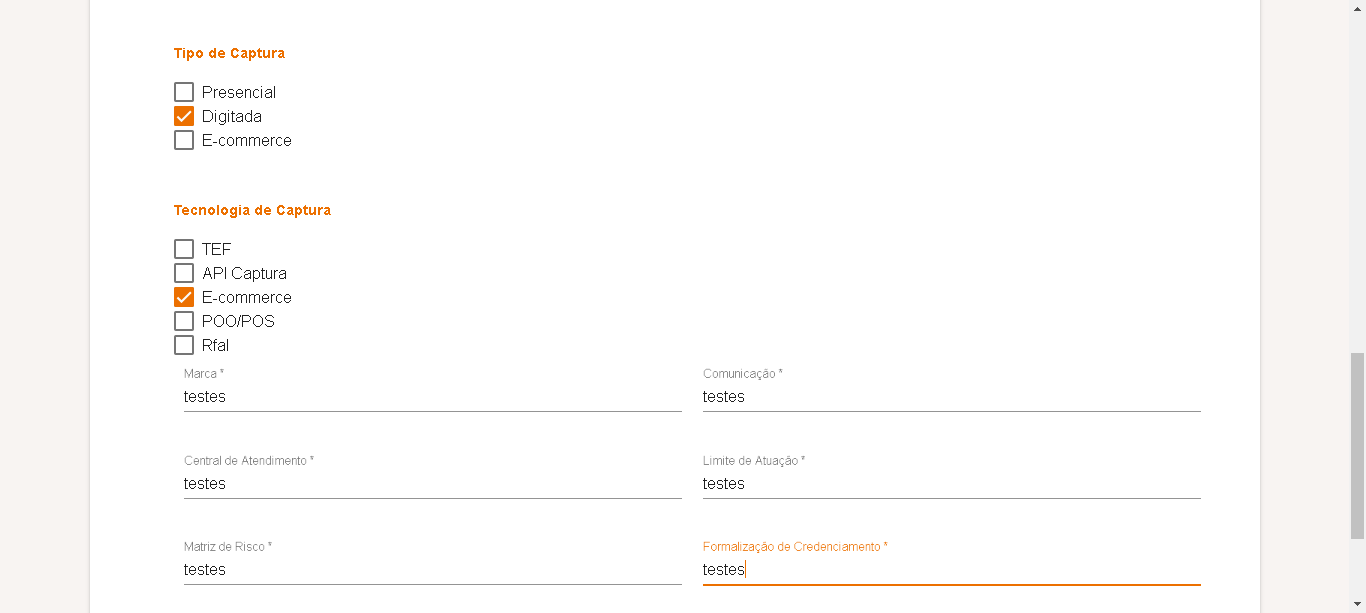 Tipo de Captura
Presencial
Digitada
E-commerce
Tecnologia de Captura
TEF
API Captura
E-commerce
POO/POS
Rfal
Marca * Comunicação *
testes testes
Central de Atendimento * Limite de Atuação *
testes testes
Matriz de Risco * Formalização de Credenciamento *
testes testes